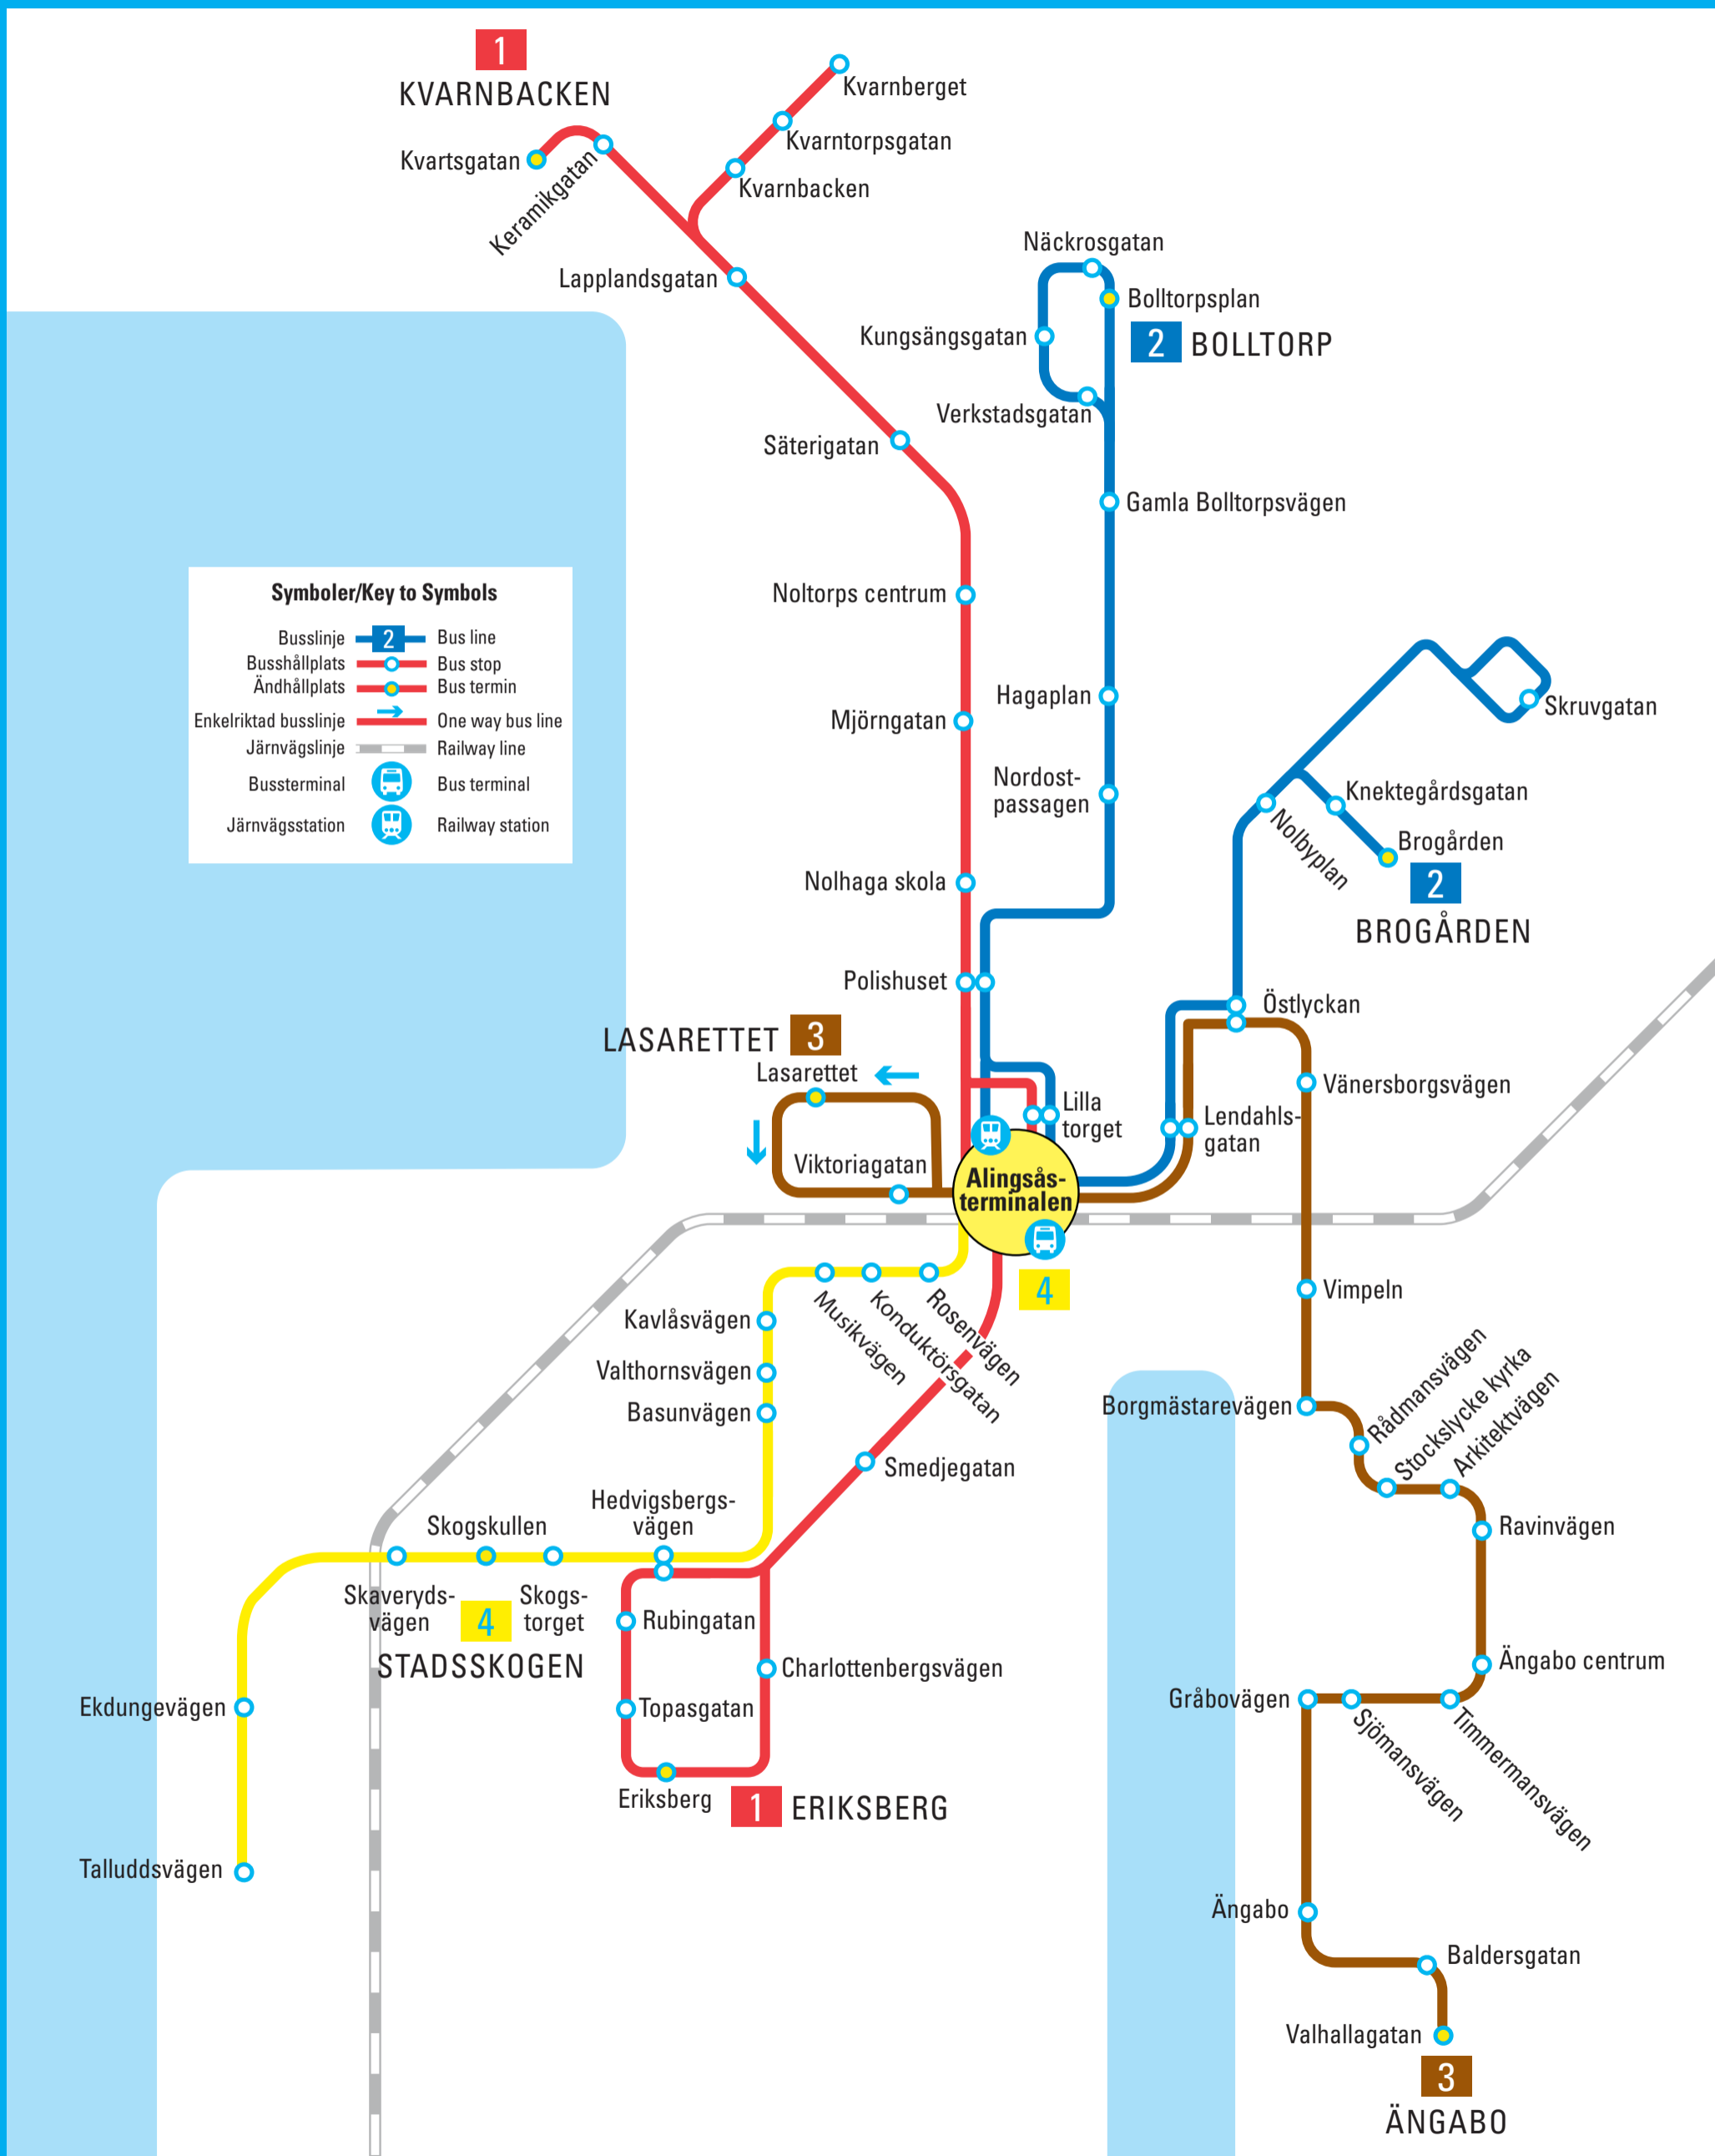 1
KVARNBACKEN
Kvarnberget
Kvarntorpsgatan
Kvartsgatan
Keramikgatan
Kvarnbacken
Näckrosgatan
Lapplandsgatan
Bolltorpsplan
Kungsängsgatan
2 BOLLTORP
Verkstadsgatan
Säterigatan
Gamla Bolltorpsvägen
Noltorps centrum
Symboler/Key to Symbols
Busslinje 2 Bus line
Busshållplats Bus stop
Ändhållplats Bus termin
Enkelriktad busslinje One way bus line
Järnvägslinje Railway line
Bussterminal Bus terminal
Järnvägsstation Railway station
Hagaplan
Mjörngatan
Skruvgatan
Nordost-
passagen
Knektegårdsgatan
Nolbyplan
Brogården
2
BROGÅRDEN
Nolhaga skola
Polishuset
Östlyckan
LASARETTET 3
Lasarettet
Vänersborgsvägen
Lilla
torget
Lendahls-
gatan
Viktoriagatan
Alingsås-
terminalen
4
Vimpeln
Musikvägen
Konduktörsgatan
Rosenvägen
Kavlåsvägen
Valthornsvägen
Basunvägen
Borgmästarevägen
Rådmansvägen
Stockslycke kyrka
Arkitektvägen
Smedjegatan
Hedvigsbergs-
vägen
Skogskullen
Ravinvägen
Skaveryds-
vägen
4
Skogs-
torget
STADSSKOGEN
Rubingatan
Charlottenbergsvägen
Ängabo centrum
Ekdungevägen
Topasgatan
Gråbovägen
Sjömansvägen
Timmermansvägen
Eriksberg
1 ERIKSBERG
Talluddsvägen
Ängabo
Baldersgatan
Valhallagatan
3
ÄNGABO